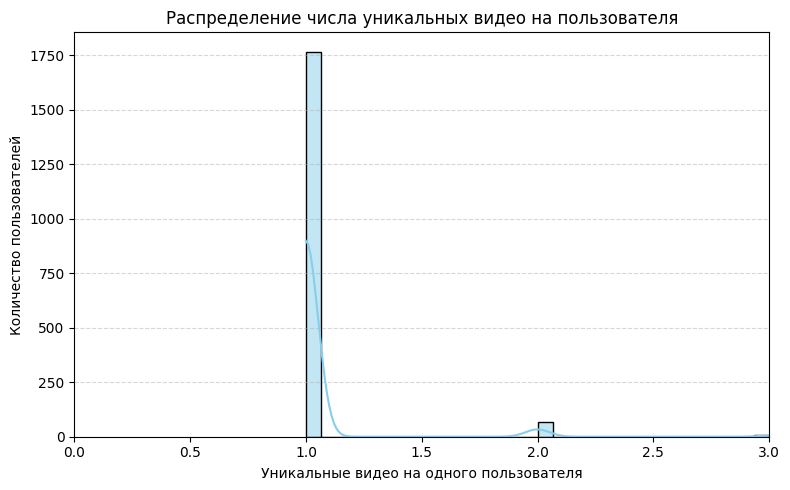 Распределение числа уникальных видео на пользователя
Количество пользователей
1750
1500
1250
1000
750
500
250
0
0.0 0.5 1.0 1.5 2.0 2.5 3.0
Уникальные видео на одного пользователя